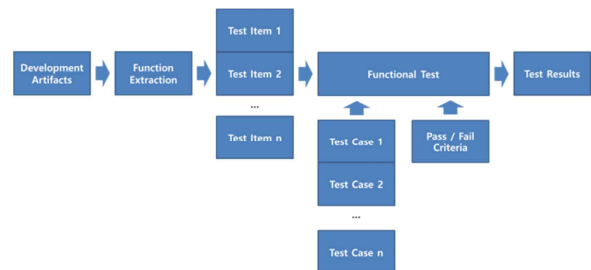 Development
Artifacts
Function
Extraction
Test Item 1
Test Item 2
...
Test Item n
Functional Test
Test Results
Test Case 1
Test Case 2
...
Test Case n
Pass / Fail
Criteria